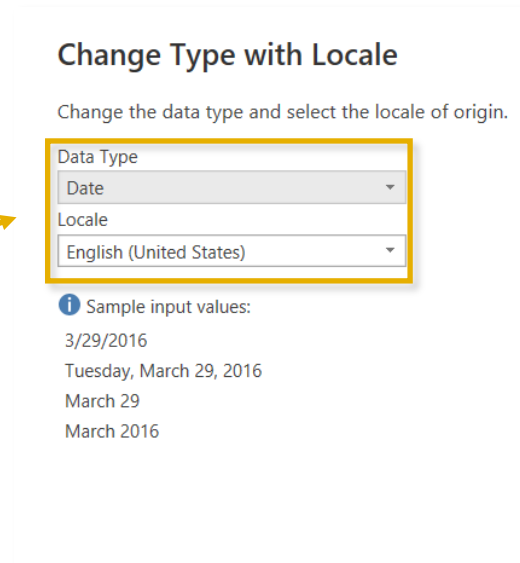 Change Type with Locale
Change the data type and select the locale of origin.
Data Type
Date
Locale
English (United States)
Sample input values:
3/29/2016
Tuesday, March 29, 2016
March 29
March 2016